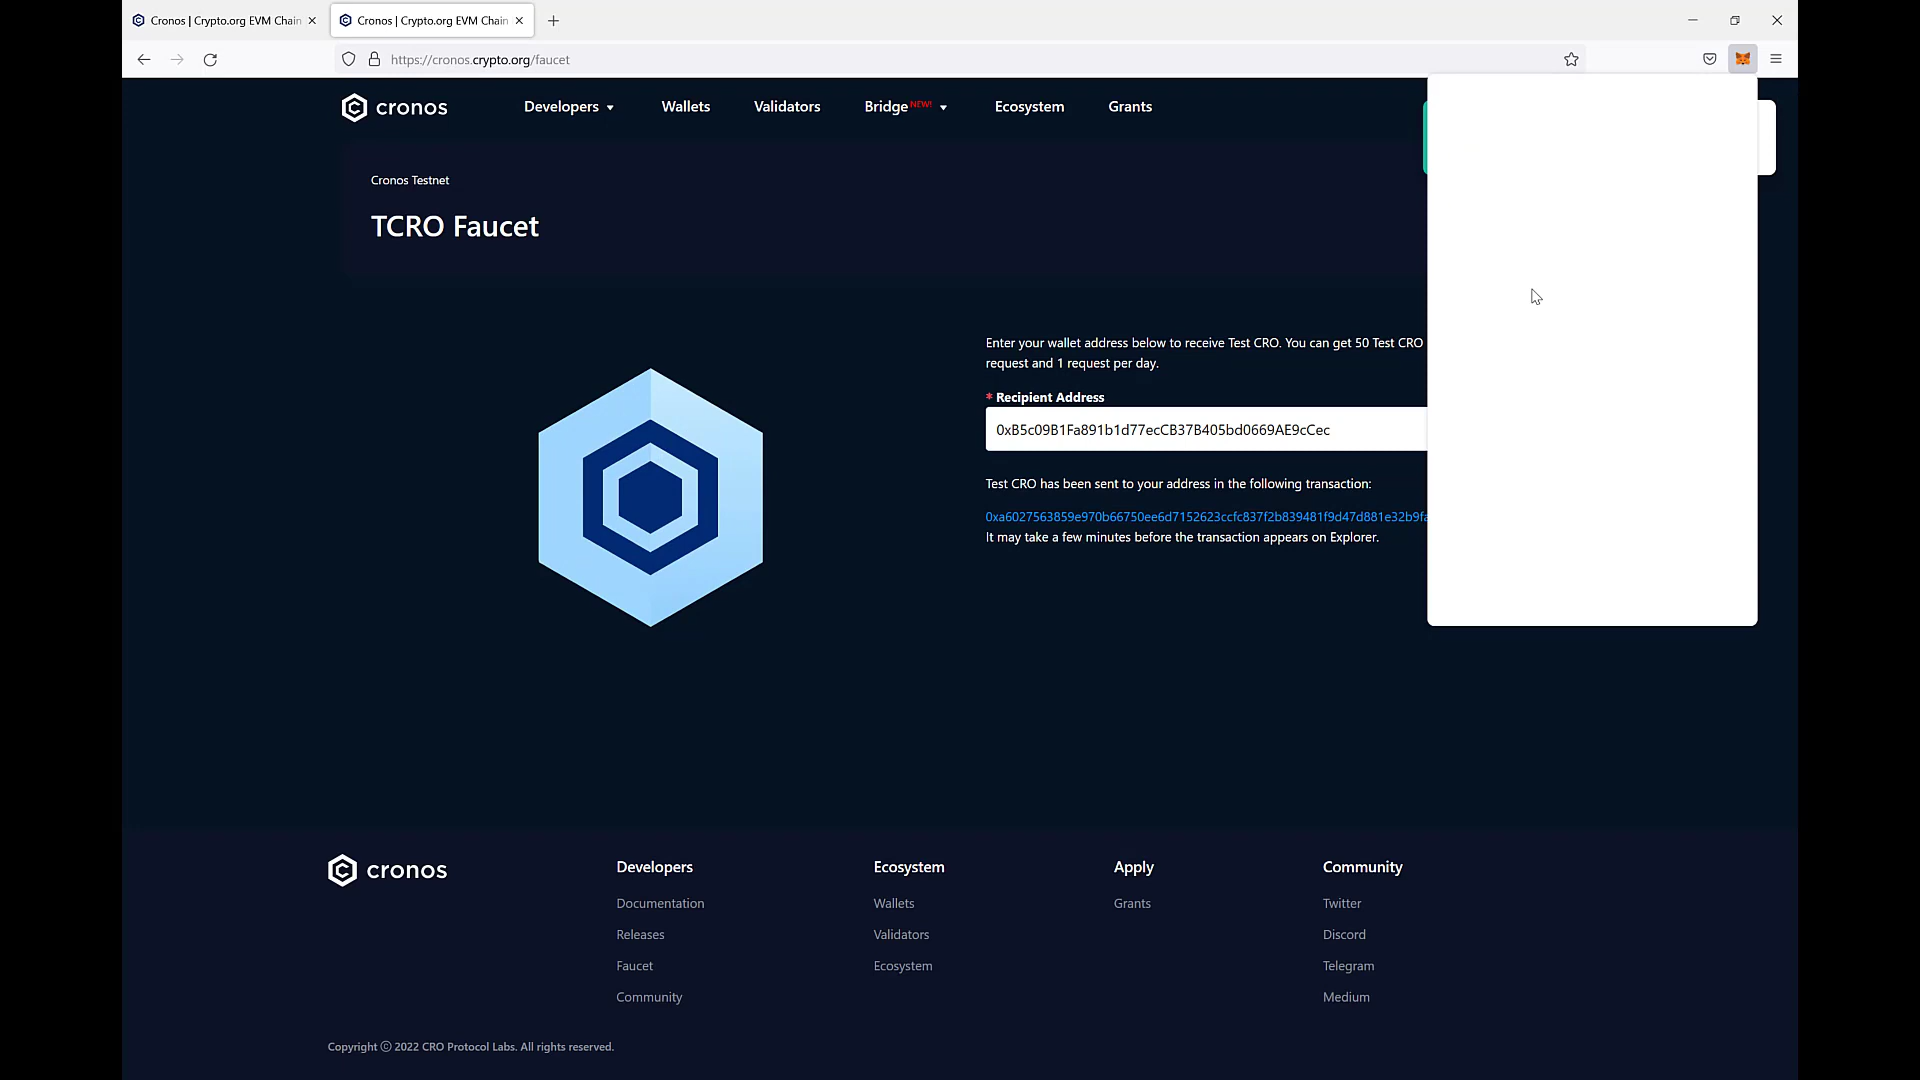 Cronos | Crypto.org EVM Chain
Cronos | Crypto.org EVM Chain
https://cronos.crypto.org/faucet
cronos
Developers
Wallets
Validators
Bridge NEW!
Ecosystem
Grants
Cronos Testnet
TCRO Faucet
Enter your wallet address below to receive Test CRO. You can get 50 Test CRO
request and 1 request per day.
* Recipient Address
0xB5c09B1Fa891b1d77ecCB37B405bd0669AE9cCec
Test CRO has been sent to your address in the following transaction:
0xa6027563859e970b66750ee6d7152623ccfc837f2b839481f9d47d881e32b9fa
It may take a few minutes before the transaction appears on Explorer.
cronos
Developers
Documentation
Releases
Faucet
Community
Ecosystem
Wallets
Validators
Ecosystem
Apply
Grants
Community
Twitter
Discord
Telegram
Medium
Copyright ⓒ 2022 CRO Protocol Labs. All rights reserved.